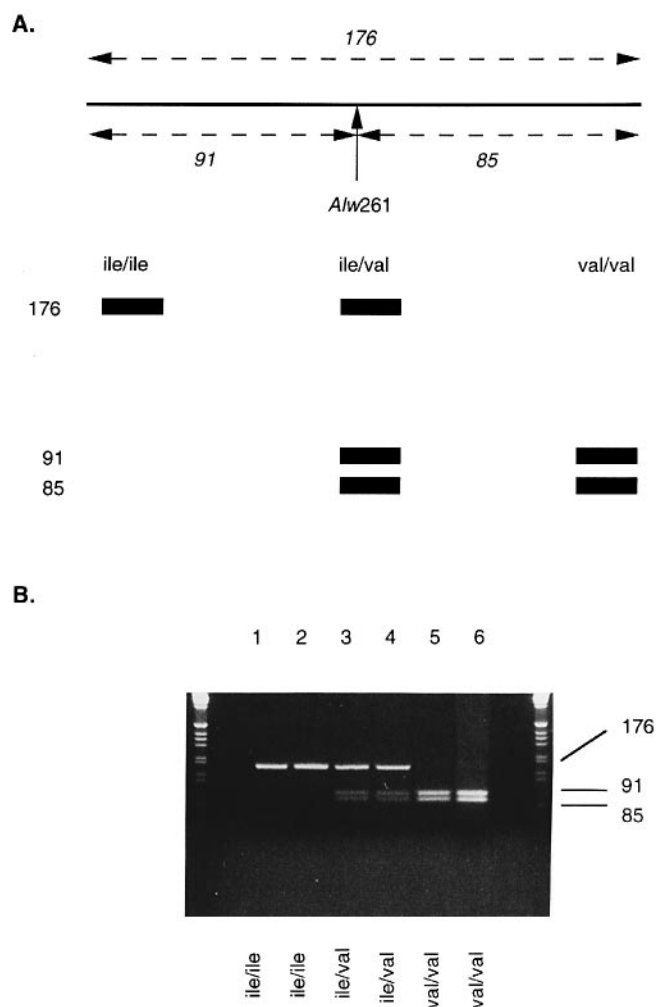 A.
176
91 85
Alw261
ile/ile ile/val val/val
176
91
85
B.
1 2 3 4 5 6
176
91
85
ile/ile ile/ile ile/val ile/val val/val val/val